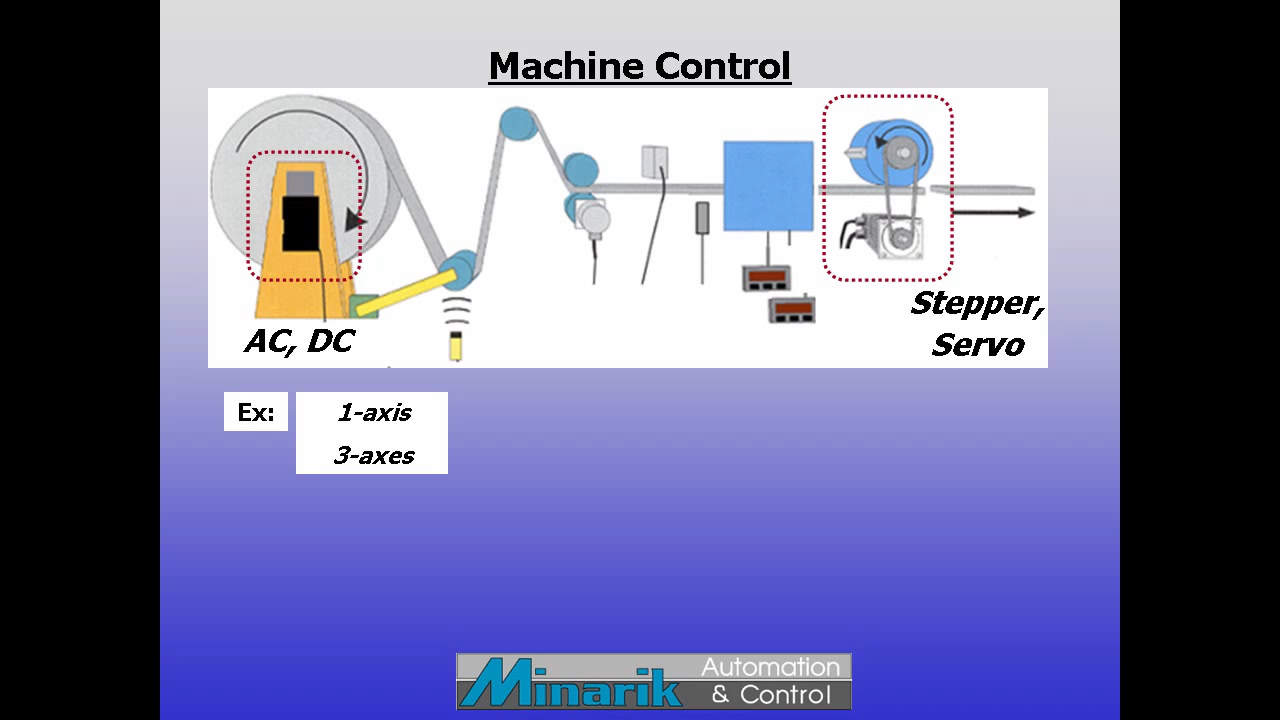 Machine Control
AC, DC
Stepper,
Servo
Ex:
1-axis
3-axes
Minarik
Automation
& Control